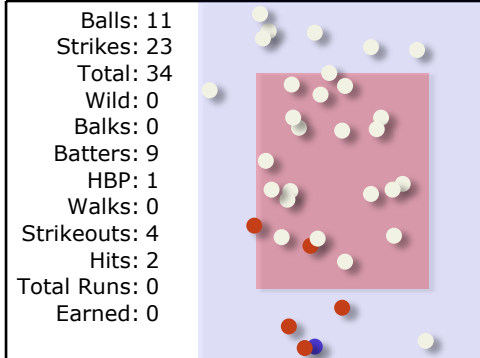 Balls: 11
Strikes: 23
Total: 34
Wild: 0
Balks: 0
Batters: 9
HBP: 1
Walks: 0
Strikeouts: 4
Hits: 2
Total Runs: 0
Earned: 0